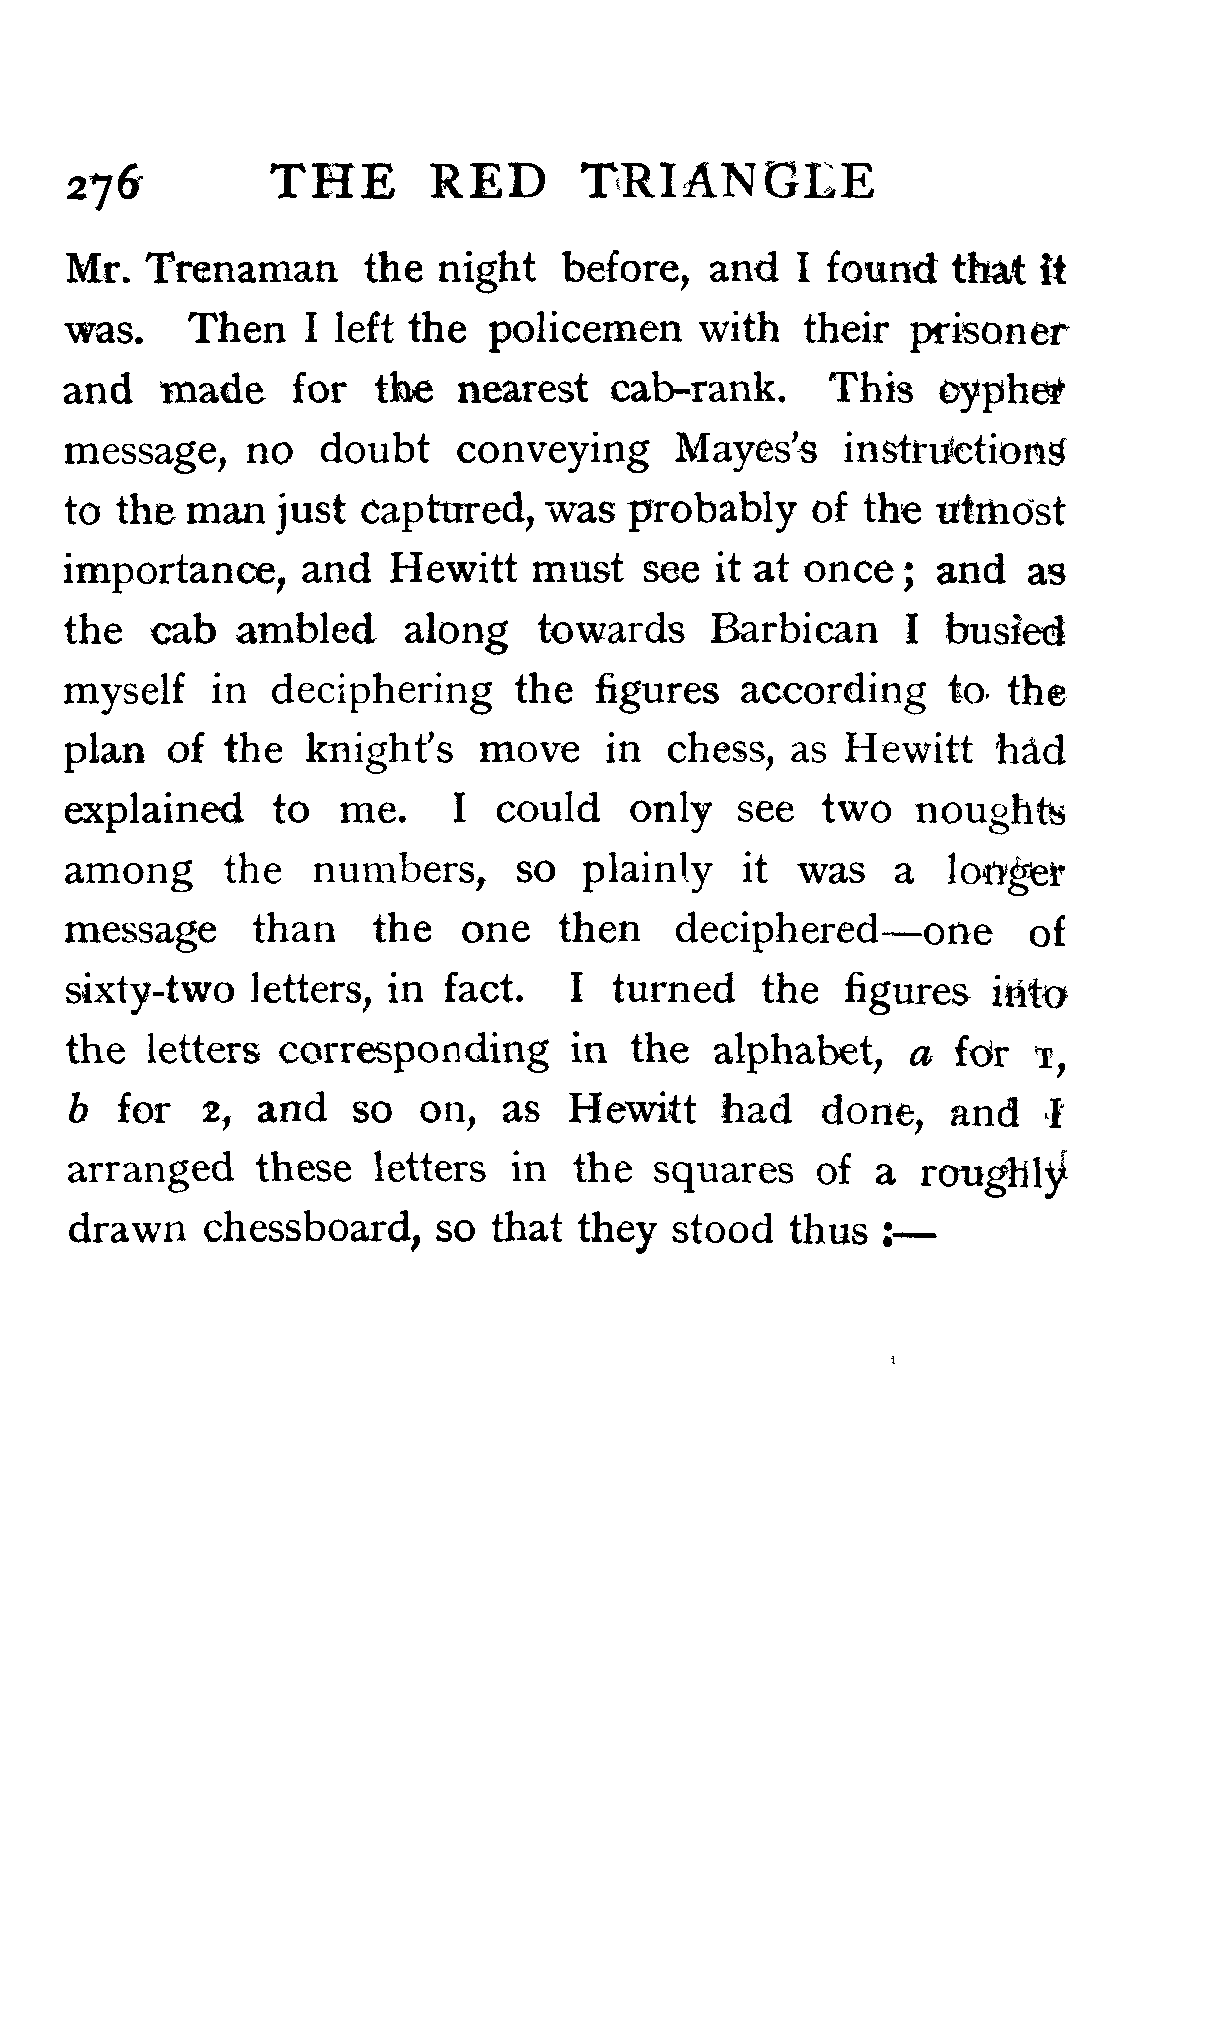 276 THE RED TRIANGLE
Mr. Trenaman the night before, and I found that it
was. Then I left the policemen with their prisoner
and made for the nearest cab-rank. This cypher
message, no doubt conveying Mayes's instructions
to the man just captured, was probably of the utmost
importance, and Hewitt must see it at once; and as
the cab ambled along towards Barbican I busied
myself in deciphering the figures according to the
plan of the knight's move in chess, as Hewitt had
explained to me. I could only see two noughts
among the numbers, so plainly it was a longer
message than the one then deciphered—one of
sixty-two letters, in fact. I turned the figures into
the letters corresponding in the alphabet, a for 1,
b for 2, and so on, as Hewitt had done, and I
arranged these letters in the squares of a roughly
drawn chessboard, so that they stood thus :—